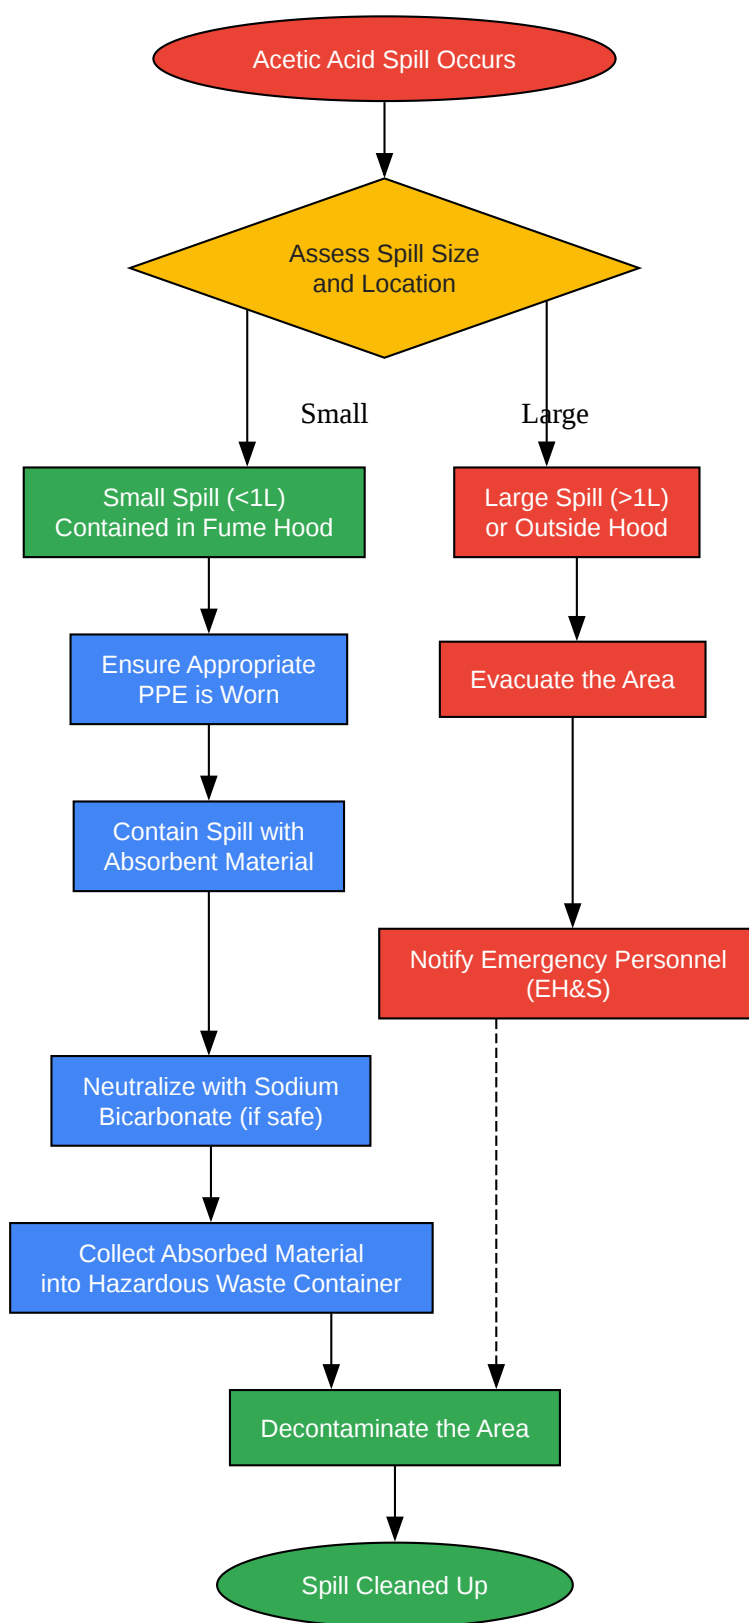 Acetic Acid Spill Occurs
Assess Spill Size
and Location
Small
Large
Small Spill (<1L)
Contained in Fume Hood
Large Spill (>1L)
or Outside Hood
Ensure Appropriate
PPE is Worn
Evacuate the Area
Contain Spill with
Absorbent Material
Notify Emergency Personnel
(EH&S)
Neutralize with Sodium
Bicarbonate (if safe)
Collect Absorbed Material
into Hazardous Waste Container
Decontaminate the Area
Spill Cleaned Up